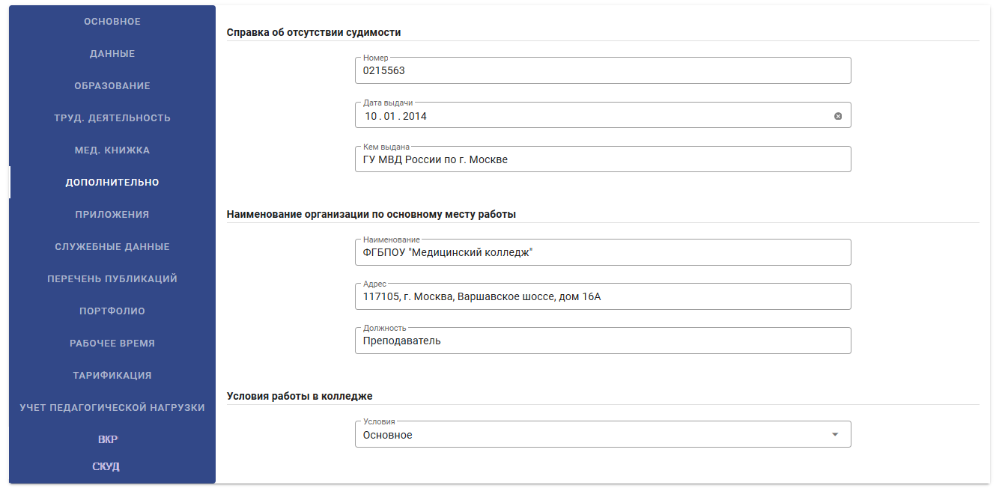 ОСНОВНОЕ
ДАННЫЕ
ОБРАЗОВАНИЕ
ТРУД. ДЕЯТЕЛЬНОСТЬ
МЕД. КНИЖКА
ДОПОЛНИТЕЛЬНО
ПРИЛОЖЕНИЯ
СЛУЖЕБНЫЕ ДАННЫЕ
ПЕРЕЧЕНЬ ПУБЛИКАЦИЙ
ПОРТФОЛИО
РАБОЧЕЕ ВРЕМЯ
ТАРИФИКАЦИЯ
УЧЕТ ПЕДАГОГИЧЕСКОЙ НАГРУЗКИ
ВКР
СКУД
Справка об отсутствии судимости
Номер
0215563
Дата выдачи
10.01.2014
Кем выдана
ГУ МВД России по г. Москве
Наименование организации по основному месту работы
Наименование
ФГБПОУ "Медицинский колледж"
Адрес
117105, г. Москва, Варшавское шоссе, дом 16А
Должность
Преподаватель
Условия работы в колледже
Условия
Основное